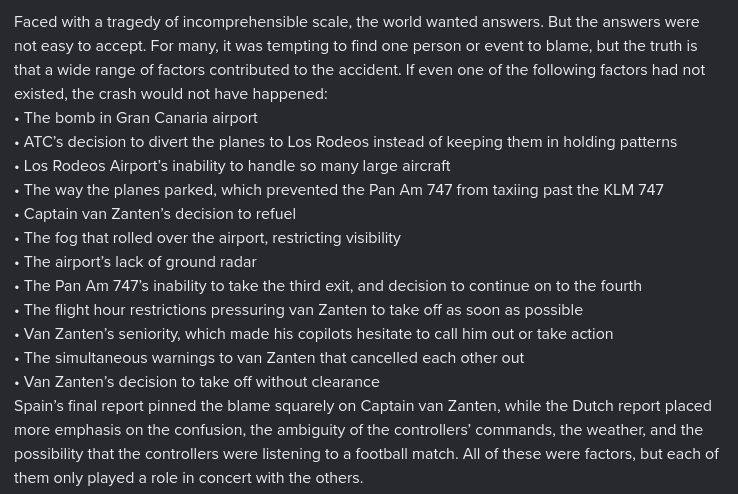 Faced with a tragedy of incomprehensible scale, the world wanted answers. But the answers were
not easy to accept. For many, it was tempting to find one person or event to blame, but the truth is
that a wide range of factors contributed to the accident. If even one of the following factors had not
existed, the crash would not have happened:
• The bomb in Gran Canaria airport
• ATC’s decision to divert the planes to Los Rodeos instead of keeping them in holding patterns
• Los Rodeos Airport’s inability to handle so many large aircraft
• The way the planes parked, which prevented the Pan Am 747 from taxiing past the KLM 747
• Captain van Zanten’s decision to refuel
• The fog that rolled over the airport, restricting visibility
• The airport’s lack of ground radar
• The Pan Am 747’s inability to take the third exit, and decision to continue on to the fourth
• The flight hour restrictions pressuring van Zanten to take off as soon as possible
• Van Zanten’s seniority, which made his copilots hesitate to call him out or take action
• The simultaneous warnings to van Zanten that cancelled each other out
• Van Zanten’s decision to take off without clearance
Spain’s final report pinned the blame squarely on Captain van Zanten, while the Dutch report placed
more emphasis on the confusion, the ambiguity of the controllers’ commands, the weather, and the
possibility that the controllers were listening to a football match. All of these were factors, but each of
them only played a role in concert with the others.